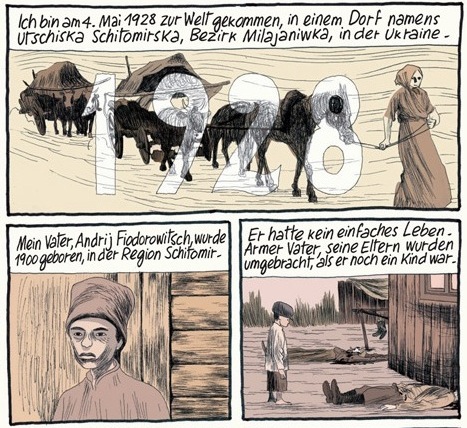 Ich bin am 4. Mai 1928 zur Welt gekommen, in einem Dorf namens
Utschiska Schitomirska, Bezirk Milajaniwka, in der Ukraine.
1928
Mein Vater, Andrij Fiodorowitsch, wurde
1900 geboren, in der Region Schitomir.
Er hatte kein einfaches Leben.
Armer Vater, seine Eltern wurden
umgebracht, als er noch ein Kind war.